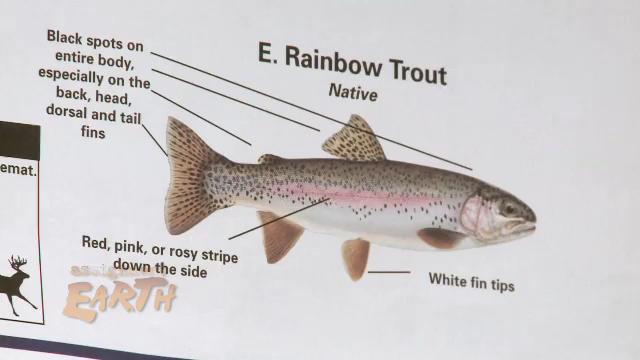 Black spots on
entire body,
especially on the
back, head,
dorsal and tail
fins
E. Rainbow Trout
Native
emat.
Red, pink, or rosy stripe
down the side
White fin tips
EARTH